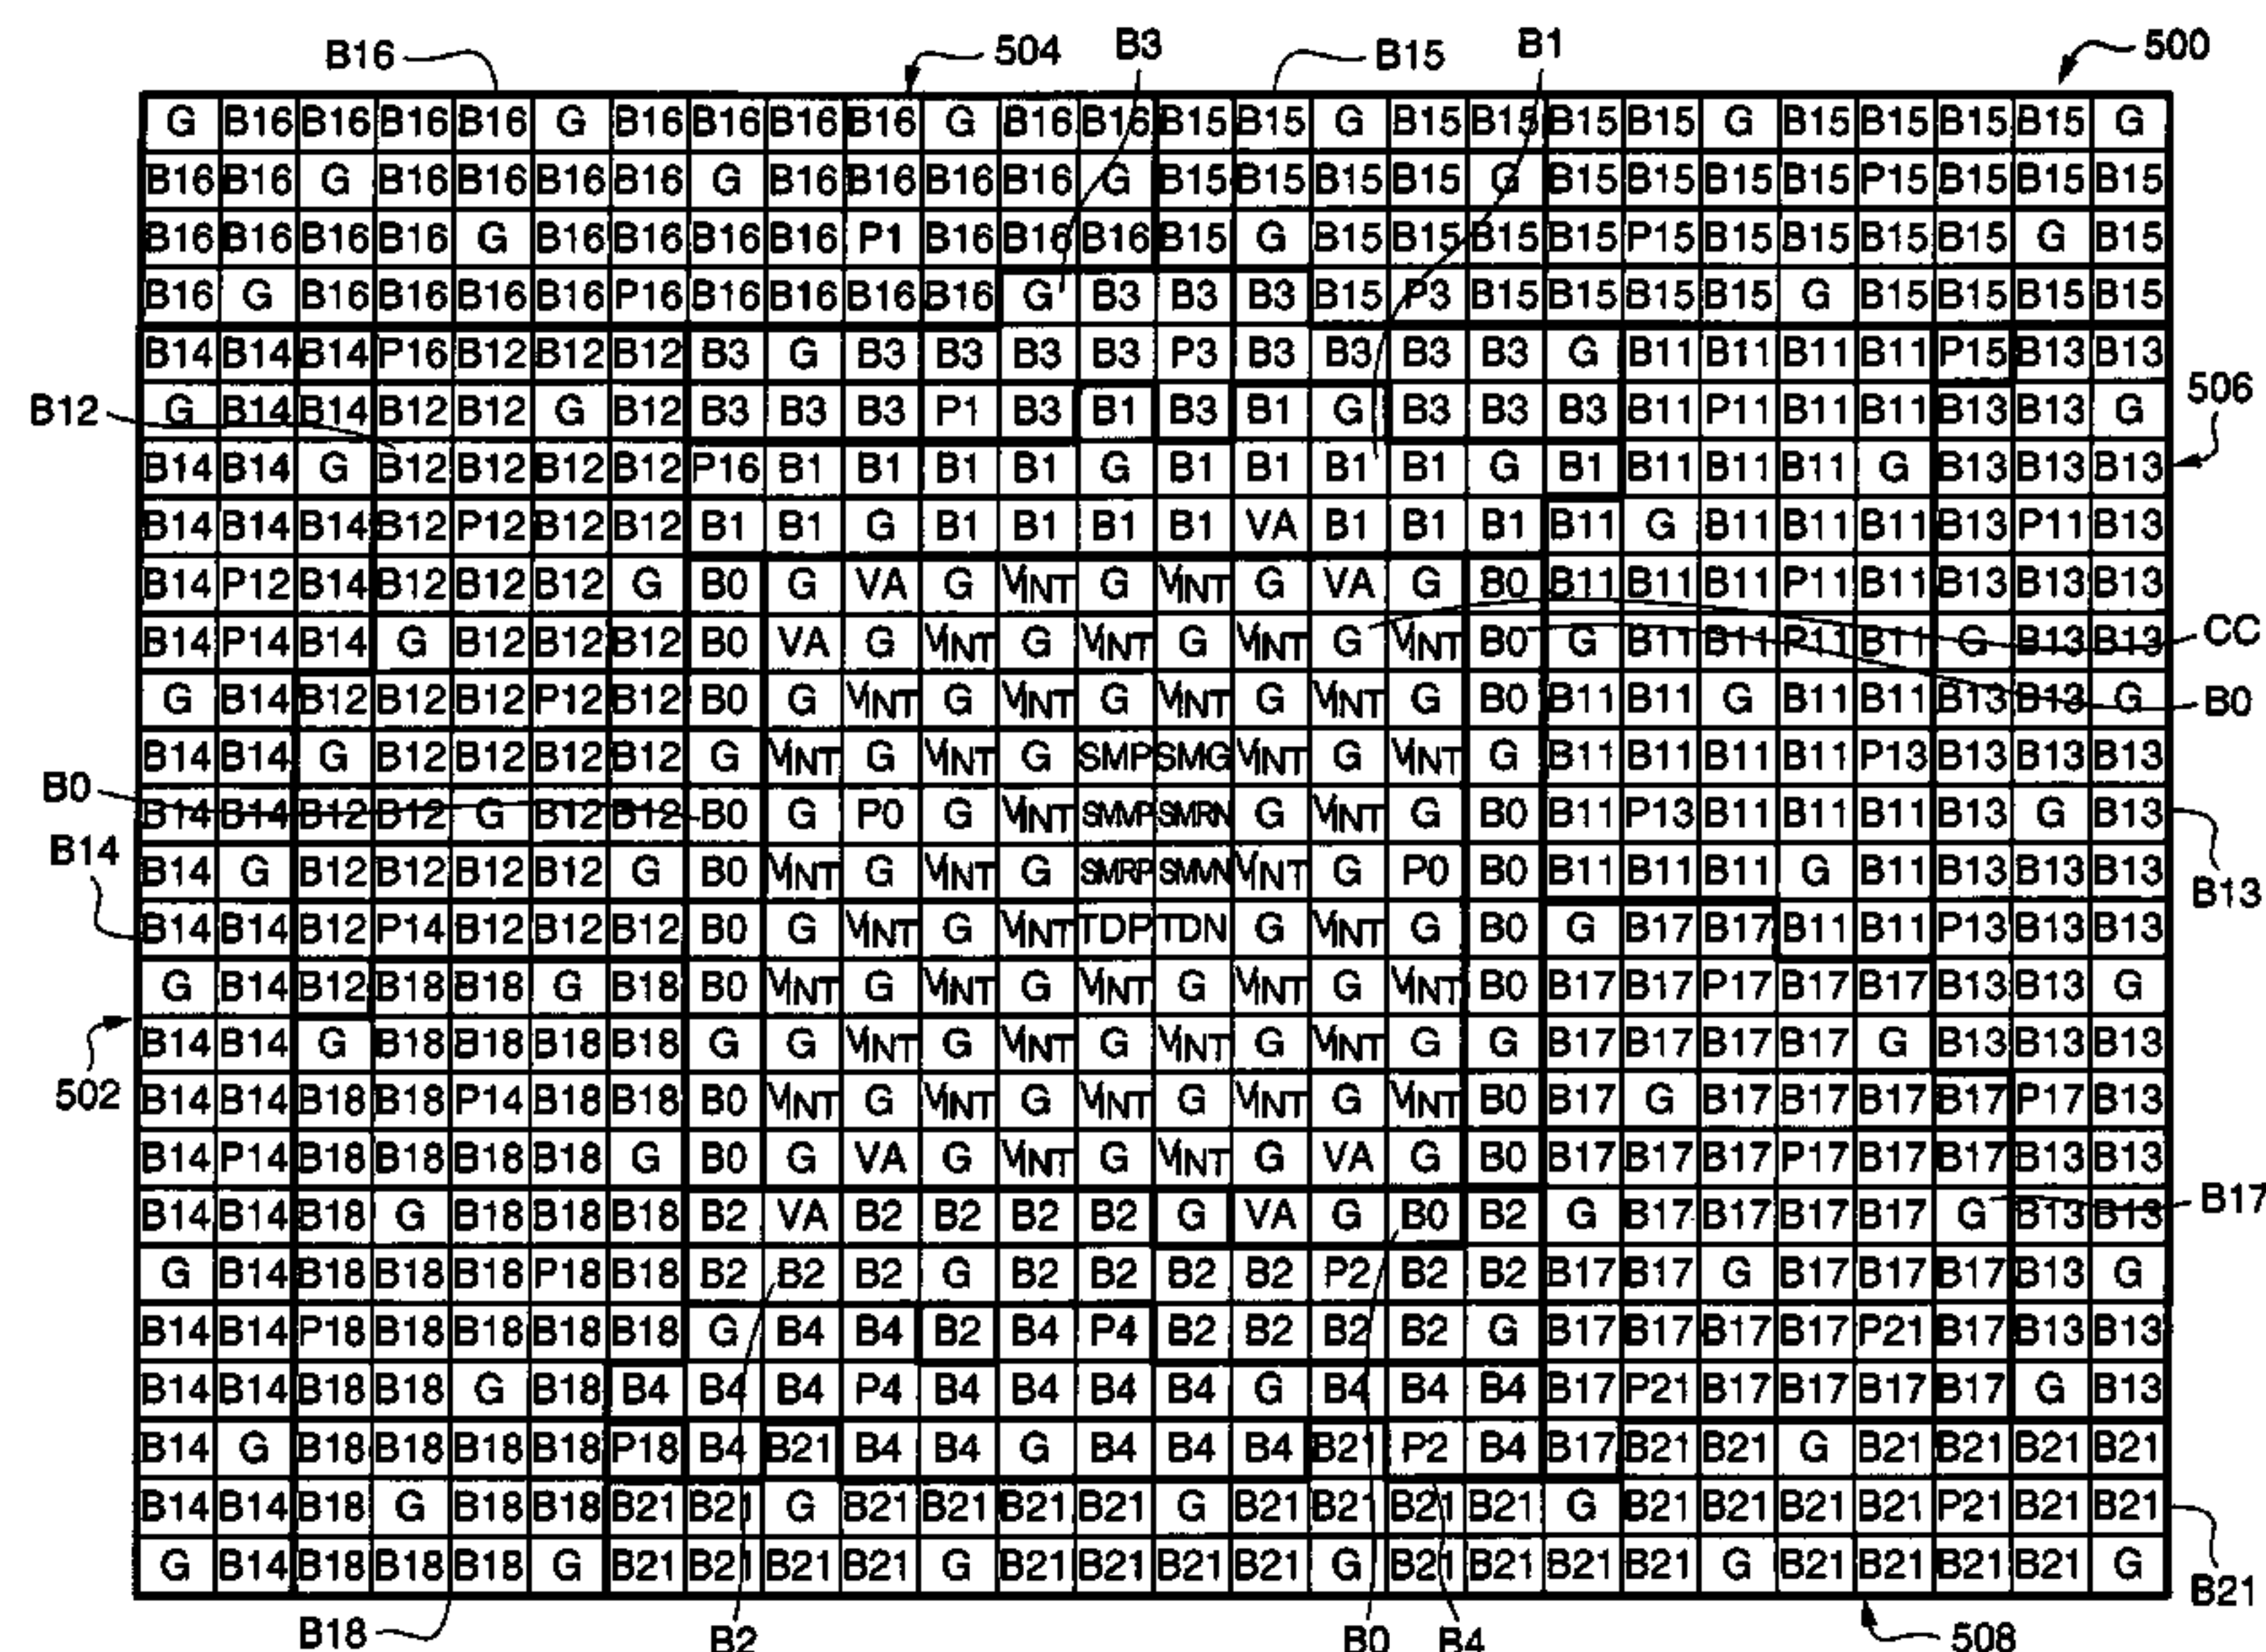 B16 504 B3 B15 B1 500
G B16 B16 B16 B16 G B16 B16 B16 B16 G B16 B16 B15 B15 G B15 B15 B15 B15 G B15 B15 B15 B15 G
B16 B16 G B16 B16 B16 B16 G B16 B16 B16 B16 G B15 B15 B15 B15 G B15 B15 B15 B15 P15 B15 B15 B15
B16 B16 B16 B16 G B16 B16 B16 B16 P1 B16 B16 B16 B15 G B15 B15 B15 B15 P15 B15 B15 B15 B15 G B15
B16 G B16 B16 B16 B16 P16 B16 B16 B16 B16 G B3 B3 B3 B15 P3 B15 B15 B15 B15 G B15 B15 B15 B15
B14 B14 B14 P16 B12 B12 B12 B3 G B3 B3 B3 B3 P3 B3 B3 B3 B3 G B11 B11 B11 B11 P15 B13 B13
506
B12 G B14 B14 B12 B12 G B12 B3 B3 B3 P1 B3 B1 B3 B1 G B3 B3 B3 B11 P11 B11 B11 B13 B13 G
B14 B14 G B12 B12 B12 B12 P16 B1 B1 B1 B1 G B1 B1 B1 B1 G B1 B11 B11 B11 G B13 B13 B13
B14 B14 B14 B12 P12 B12 B12 B1 B1 G B1 B1 B1 B1 VA B1 B1 B1 B11 G B11 B11 B11 B13 P11 B13
B14 P12 B14 B12 B12 B12 G B0 G VA G VINT G VINT G VA G B0 B11 B11 B11 P11 B11 B13 B13 B13
B14 P14 B14 G B12 B12 B12 B0 VA G VINT G VINT G VINT G VINT B0 G B11 B11 P11 B11 G B13 B13 CC
G B14 B12 B12 B12 P12 B12 B0 G VINT G VINT G VINT G VINT G B0 B11 B11 G B11 B11 B13 B13 G B0
B14 B14 G B12 B12 B12 B12 G VINT G VINT G SMP SMG VINT G VINT G B11 B11 B11 B11 P13 B13 B13 B13
B0 B14 B14 B12 B12 G B12 B12 B0 G P0 G VINT SMVP SMRN G VINT G B0 B11 P13 B11 B11 B11 B13 G B13
B14 B14 G B12 B12 B12 B12 G B0 VINT G VINT G SMRP SMVN VINT G P0 B0 B11 B11 B11 G B11 B13 B13 B13 B13
B14 B14 B12 P14 B12 B12 B12 B0 G VINT G VINT TDP TDN G VINT G B0 G B17 B17 B11 B11 P13 B13 B13
G B14 B12 B18 B18 G B18 B0 VINT G VINT G VINT G VINT G VINT B0 B17 B17 P17 B17 B17 B13 B13 G
B14 B14 G B18 B18 B18 B18 G G VINT G VINT G VINT G VINT G G B17 B17 B17 B17 G B13 B13 B13
502 B14 B14 B18 B18 P14 B18 B18 B0 VINT G VINT G VINT G VINT G VINT B0 B17 G B17 B17 B17 B17 P17 B13
B14 P14 B18 B18 B18 B18 G B0 G VA G VINT G VINT G VA G B0 B17 B17 B17 P17 B17 B17 B13 B13
B14 B14 B18 G B18 B18 B18 B2 VA B2 B2 B2 B2 G VA G B0 B2 G B17 B17 B17 B17 G B13 B13 B17
G B14 B18 B18 B18 P18 B18 B2 B2 B2 G B2 B2 B2 B2 P2 B2 B2 B17 B17 G B17 B17 B17 B13 G
B14 B14 P18 B18 B18 B18 B18 G B4 B4 B2 B4 P4 B2 B2 B2 B2 G B17 B17 B17 B17 P21 B17 B13 B13
B14 B14 B18 B18 G B18 B4 B4 B4 P4 B4 B4 B4 B4 G B4 B4 B4 B17 P21 B17 B17 B17 B17 G B13
B14 G B18 B18 B18 B18 P18 B4 B21 B4 B4 G B4 B4 B4 B21 P2 B4 B17 B21 B21 G B21 B21 B21 B21
B14 B14 B18 G B18 B18 B21 B21 G B21 B21 B21 B21 G B21 B21 B21 B21 G B21 B21 B21 B21 P21 B21 B21
G B14 B18 B18 B18 G B21 B21 B21 B21 G B21 B21 B21 B21 G B21 B21 B21 B21 G B21 B21 B21 B21 G
B21
B18 B2 B0 B4 508